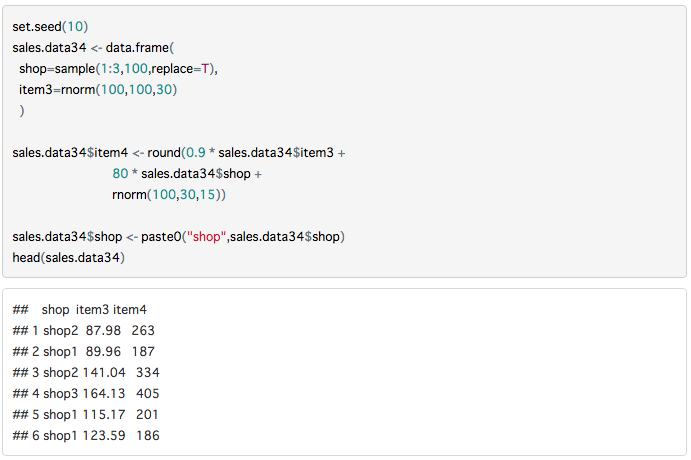 set.seed(10)
sales.data34 <- data.frame(
  shop=sample(1:3,100,replace=T),
  item3=rnorm(100,100,30)
  )
sales.data34$item4 <- round(0.9 * sales.data34$item3 +
                        80 * sales.data34$shop +
                        rnorm(100,30,15))
sales.data34$shop <- paste0("shop",sales.data34$shop)
head(sales.data34)
##    shop  item3 item4
## 1 shop2  87.98   263
## 2 shop1  89.96   187
## 3 shop2 141.04   334
## 4 shop3 164.13   405
## 5 shop1 115.17   201
## 6 shop1 123.59   186